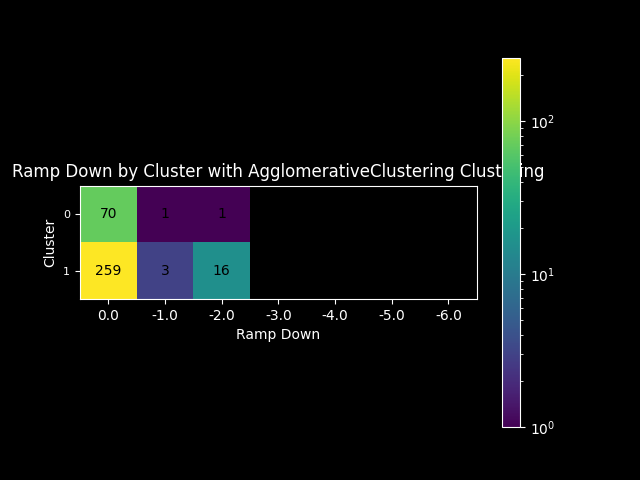 Ramp Down by Cluster with AgglomerativeClustering Clustering
10²
10¹
10⁰
Cluster
0
1
70 1 1
259 3 16
0.0 -1.0 -2.0 -3.0 -4.0 -5.0 -6.0
Ramp Down